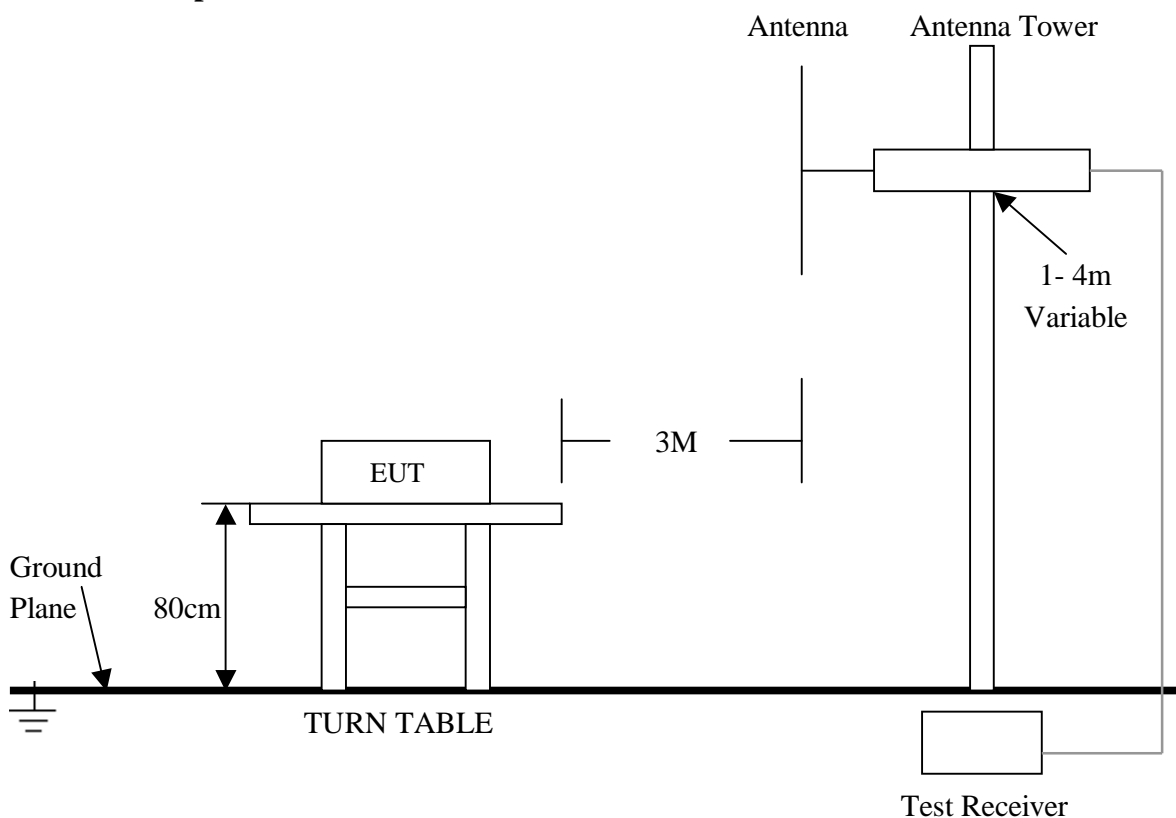 Antenna
Antenna Tower
1- 4m
Variable
3M
EUT
Ground
Plane
80cm
TURN TABLE
Test Receiver